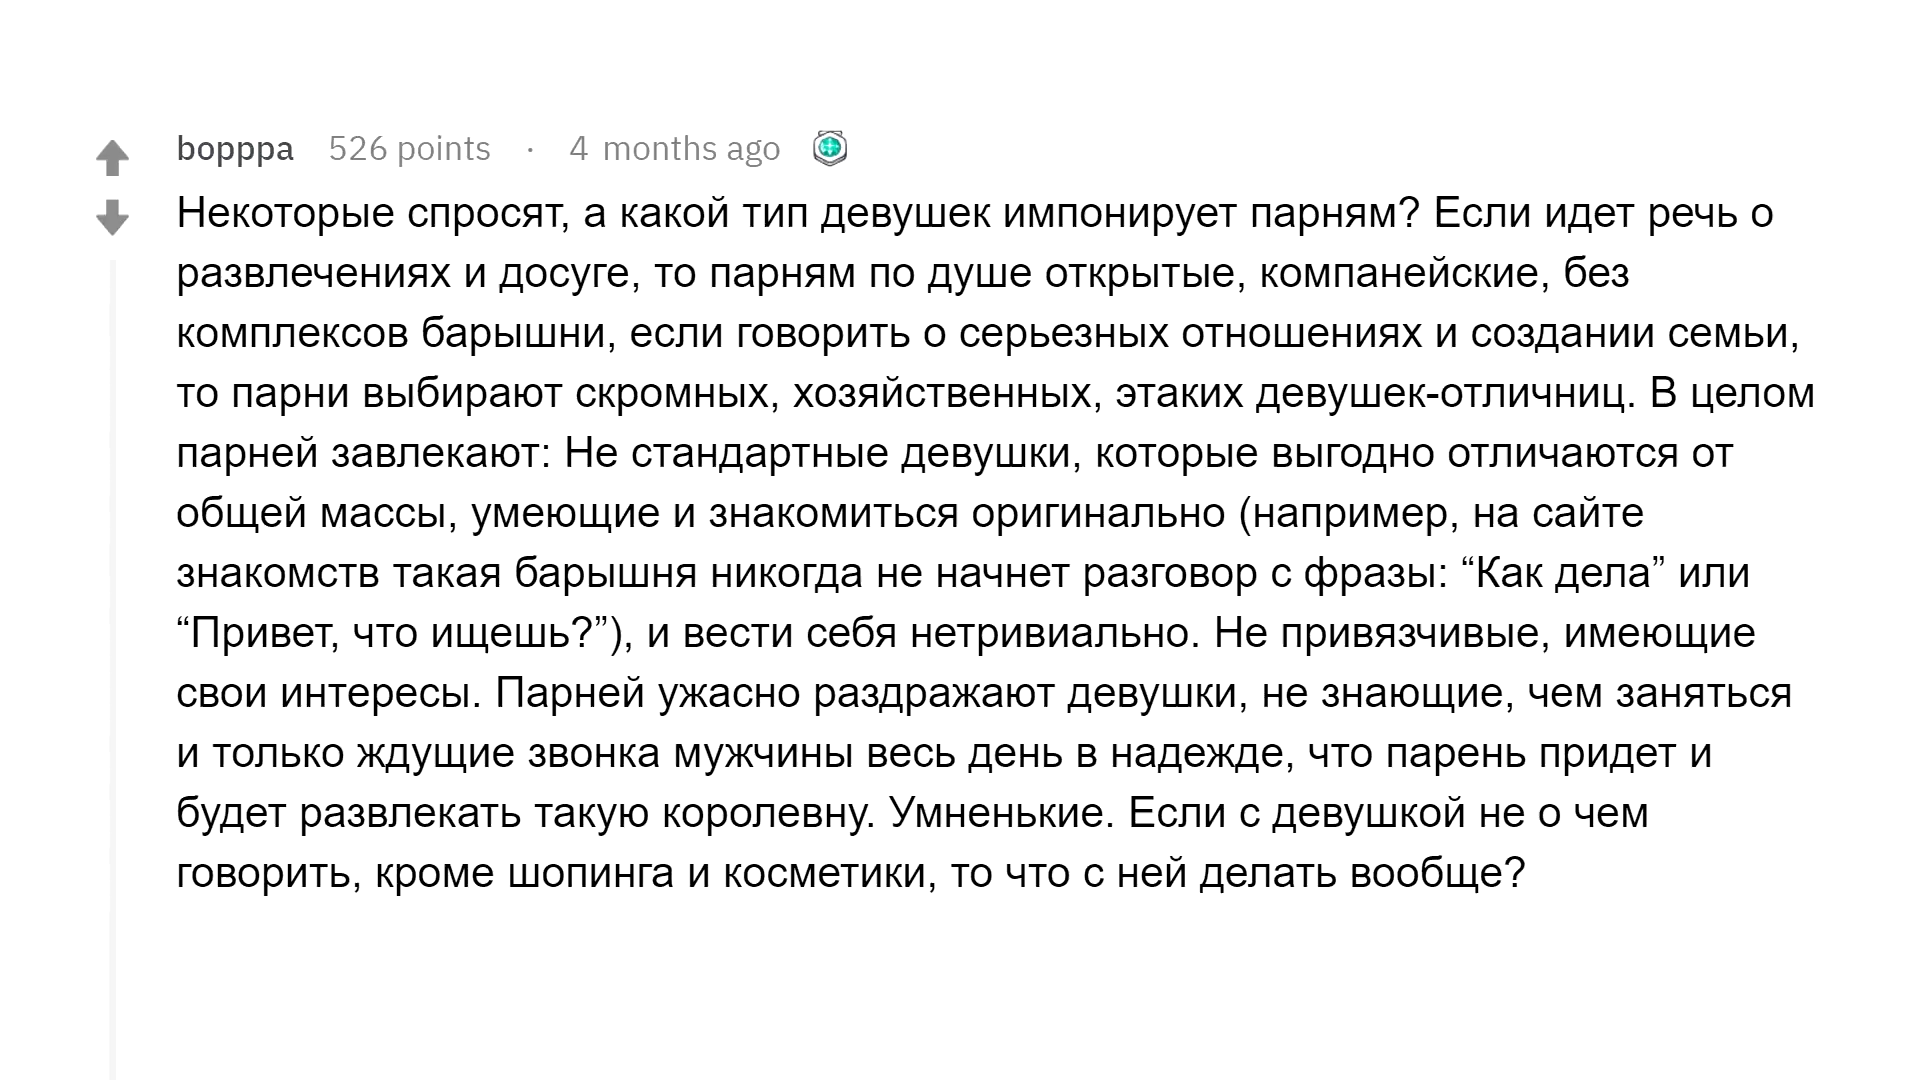 bopppa 526 points · 4 months ago
Некоторые спросят, а какой тип девушек импонирует парням? Если идет речь о
развлечениях и досуге, то парням по душе открытые, компанейские, без
комплексов барышни, если говорить о серьезных отношениях и создании семьи,
то парни выбирают скромных, хозяйственных, этаких девушек-отличниц. В целом
парней завлекают: Не стандартные девушки, которые выгодно отличаются от
общей массы, умеющие и знакомиться оригинально (например, на сайте
знакомств такая барышня никогда не начнет разговор с фразы: “Как дела” или
“Привет, что ищешь?”), и вести себя нетривиально. Не привязчивые, имеющие
свои интересы. Парней ужасно раздражают девушки, не знающие, чем заняться
и только ждущие звонка мужчины весь день в надежде, что парень придет и
будет развлекать такую королевну. Умненькие. Если с девушкой не о чем
говорить, кроме шопинга и косметики, то что с ней делать вообще?